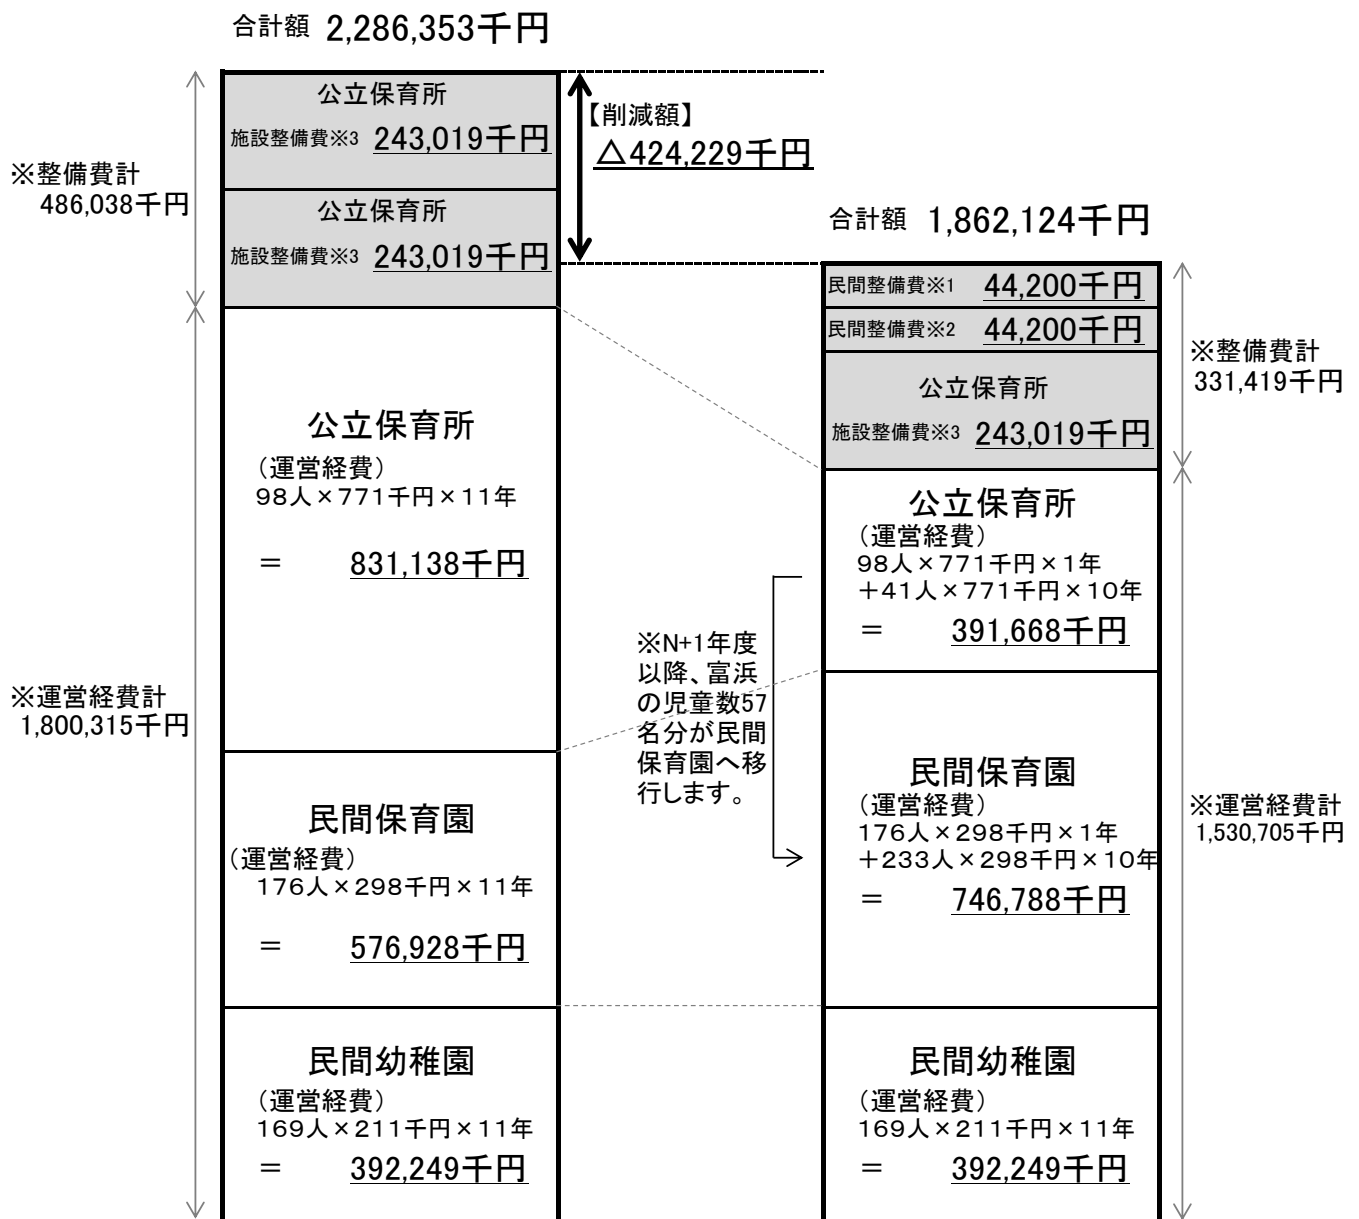 合計額 2,286,353千円
公立保育所
施設整備費※3 243,019千円
公立保育所
施設整備費※3 243,019千円
※整備費計
486,038千円
公立保育所
（運営経費）
98人×771千円×11年
＝ 831,138千円
民間保育園
（運営経費）
176人×298千円×11年
＝ 576,928千円
民間幼稚園
（運営経費）
169人×211千円×11年
＝ 392,249千円
※運営経費計
1,800,315千円
【削減額】
△424,229千円
※N+1年度
以降、富浜
の児童数57
名分が民間
保育園へ移
行します。
合計額 1,862,124千円
民間整備費※1 44,200千円
民間整備費※2 44,200千円
公立保育所
施設整備費※3 243,019千円
※整備費計
331,419千円
公立保育所
（運営経費）
98人×771千円×1年
＋41人×771千円×10年
＝ 391,668千円
民間保育園
（運営経費）
176人×298千円×1年
＋233人×298千円×10年
＝ 746,788千円
民間幼稚園
（運営経費）
169人×211千円×11年
＝ 392,249千円
※運営経費計
1,530,705千円